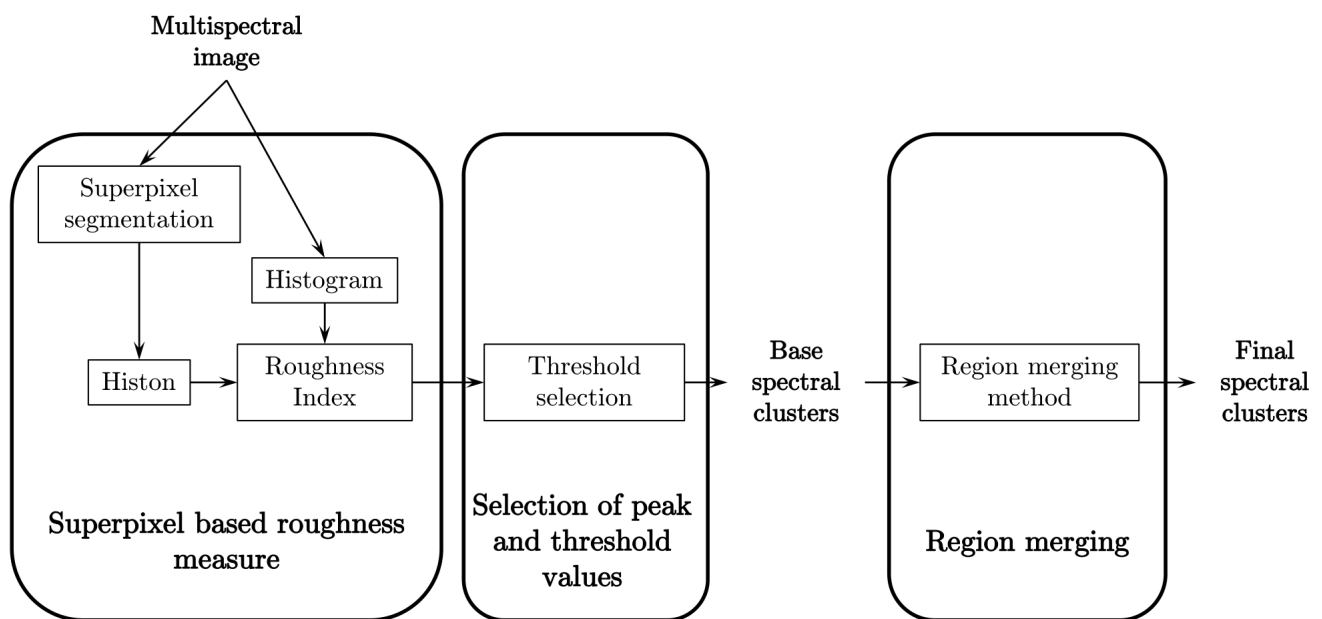 Multispectral
image
Superpixel
segmentation
Histogram
Histon
Roughness
Index
Superpixel based roughness
measure
Threshold
selection
Selection of peak
and threshold
values
Base
spectral
clusters
Region merging
method
Region merging
Final
spectral
clusters